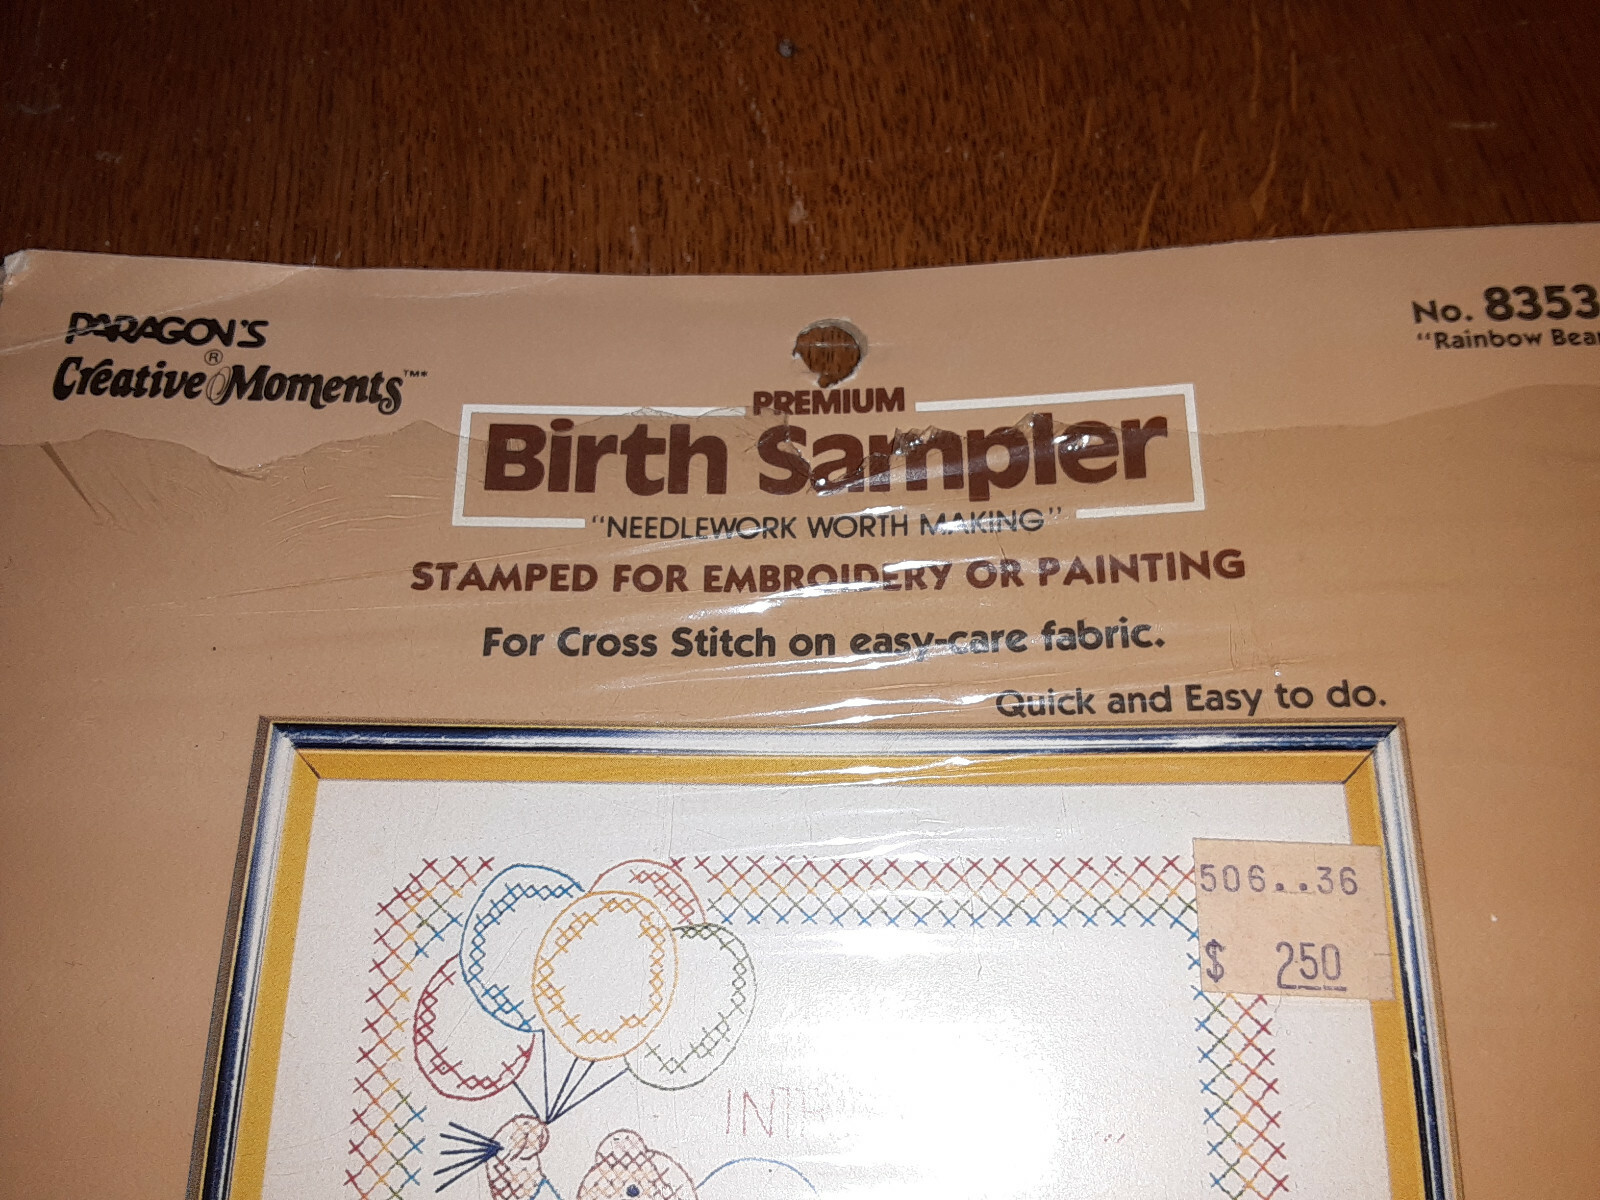 PARAGON'S
®
Creative Moments™*
No. 8353
"Rainbow Bear
PREMIUM
Birth Sampler
"NEEDLEWORK WORTH MAKING"
STAMPED FOR EMBROIDERY OR PAINTING
For Cross Stitch on easy-care fabric.
Quick and Easy to do.
506..36
$ 250